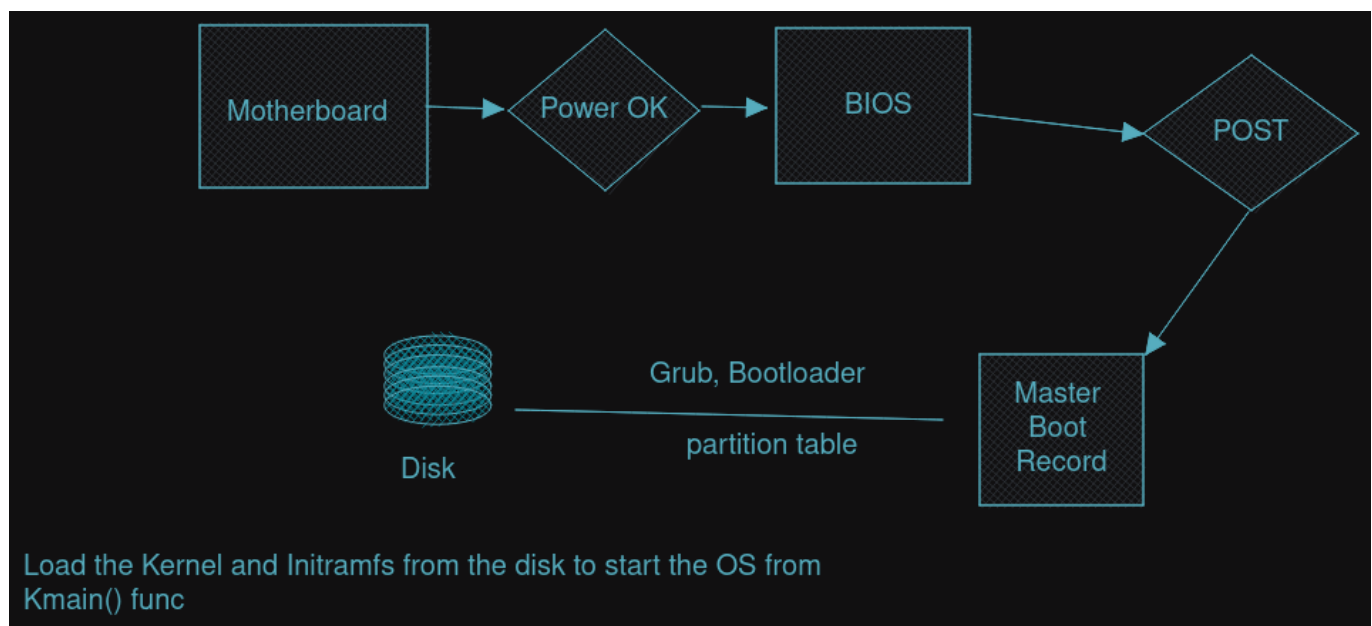 Motherboard
Power OK
BIOS
POST
Grub, Bootloader
partition table
Master
Boot
Record
Disk
Load the Kernel and Initramfs from the disk to start the OS from
Kmain() func